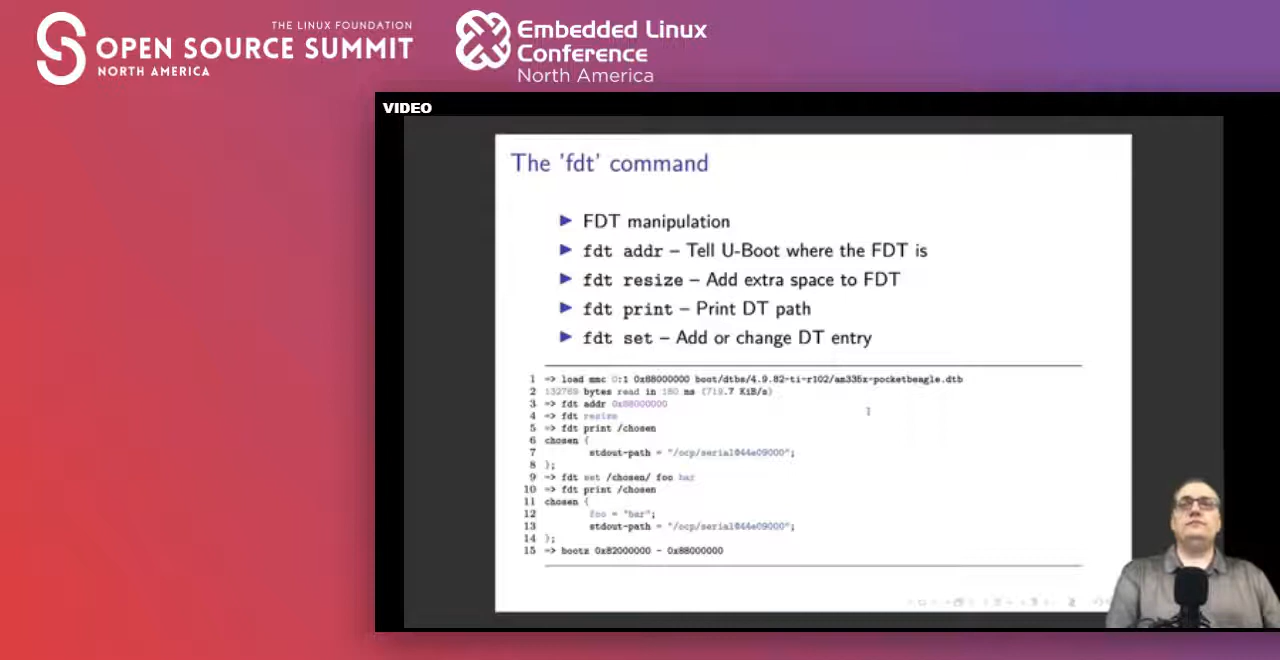 THE LINUX FOUNDATION
OPEN SOURCE SUMMIT
NORTH AMERICA
Embedded Linux
Conference
North America
VIDEO
The 'fdt' command
FDT manipulation
fdt addr – Tell U-Boot where the FDT is
fdt resize – Add extra space to FDT
fdt print – Print DT path
fdt set – Add or change DT entry
1 => load mmc 0:1 0x88000000 boot/dtbs/4.9.82-ti-r102/am335x-pocketbeagle.dtb
2 132769 bytes read in 180 ms (719.7 KiB/s)
3 => fdt addr 0x88000000
4 => fdt resize
5 => fdt print /chosen
6 chosen {
7 stdout-path = "/ocp/serial@44e09000";
8 };
9 => fdt set /chosen/ foo bar
10 => fdt print /chosen
11 chosen {
12 foo = "bar";
13 stdout-path = "/ocp/serial@44e09000";
14 };
15 => bootz 0x82000000 - 0x88000000